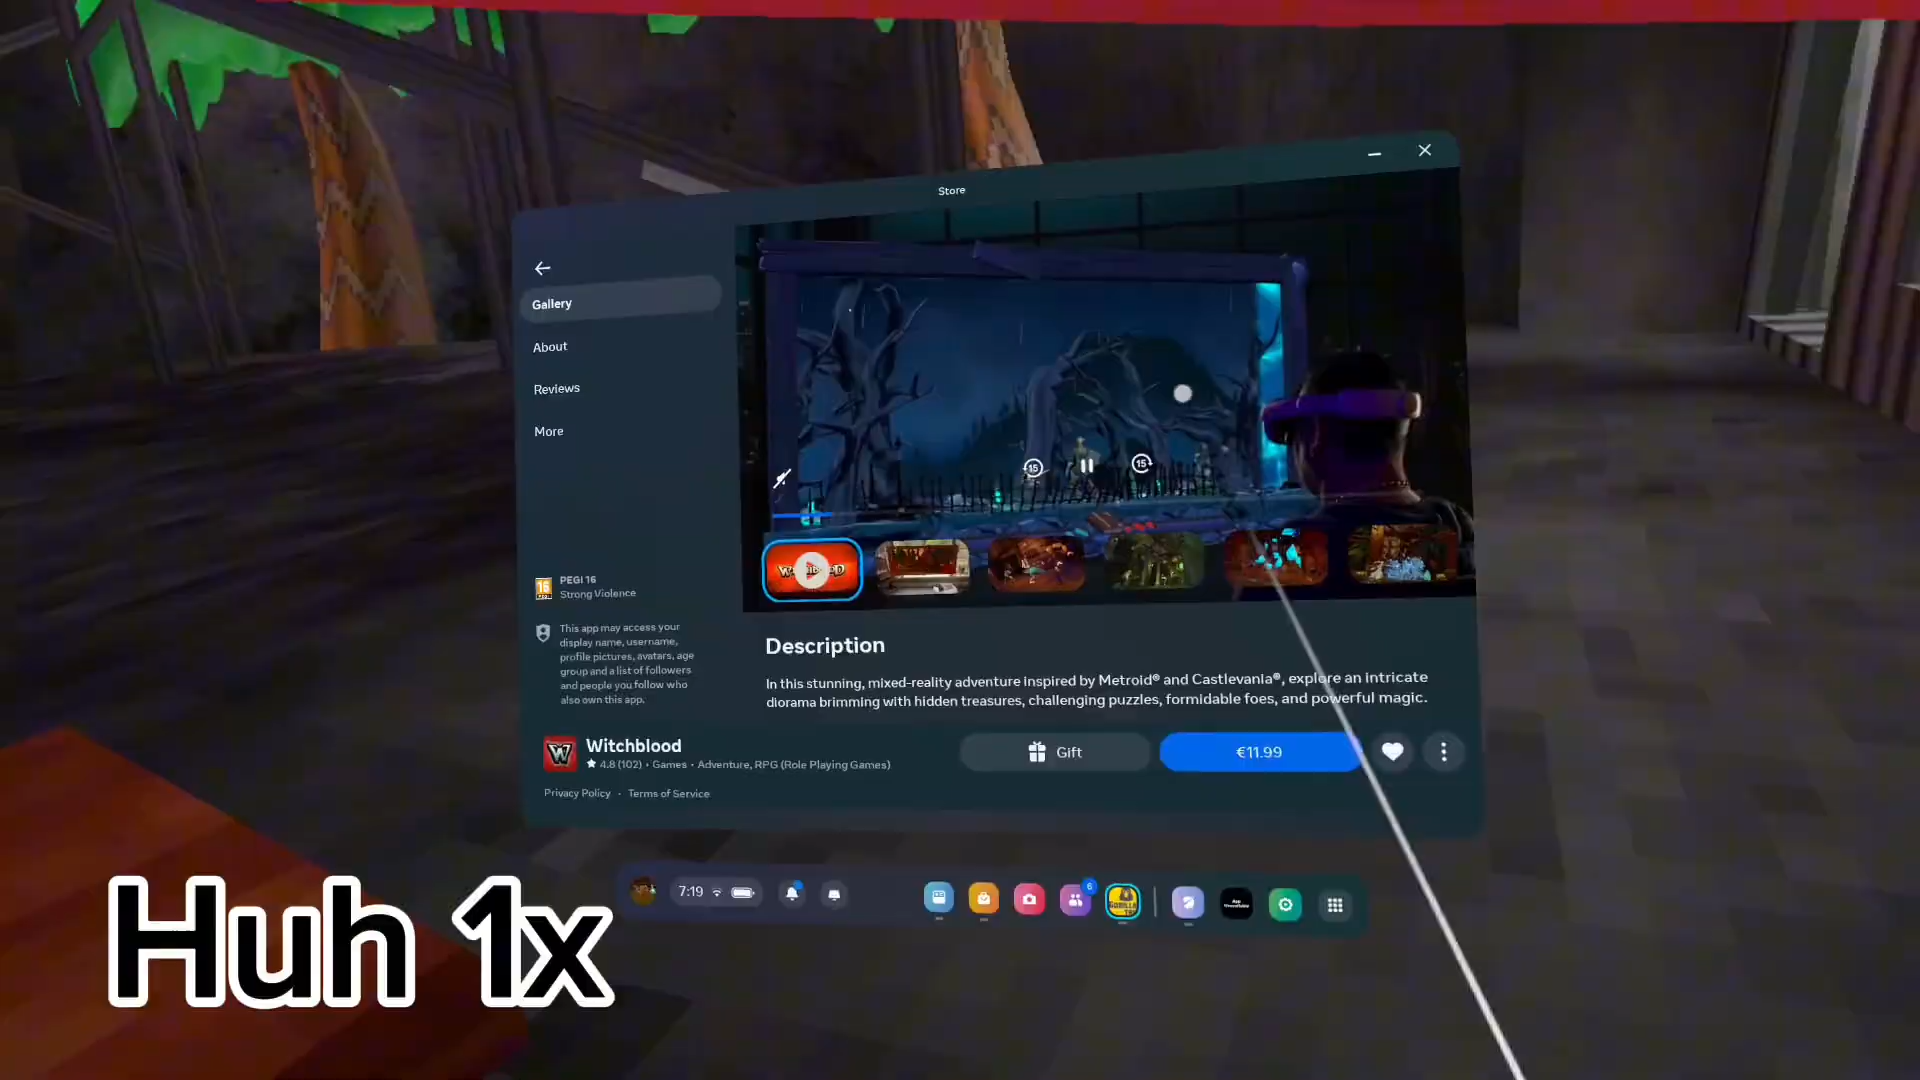 Store
Gallery
About
Reviews
More
15
15
16
PEGI 16
Strong Violence
This app may access your
display name, username,
profile pictures, avatars, age
group and a list of followers
and people you follow who
also own this app.
Description
In this stunning, mixed-reality adventure inspired by Metroid® and Castlevania®, explore an intricate
diorama brimming with hidden treasures, challenging puzzles, formidable foes, and powerful magic.
W
Witchblood
4.8 (102) • Games • Adventure, RPG (Role Playing Games)
Gift
€11.99
Privacy Policy · Terms of Service
7:19
6
Huh 1x